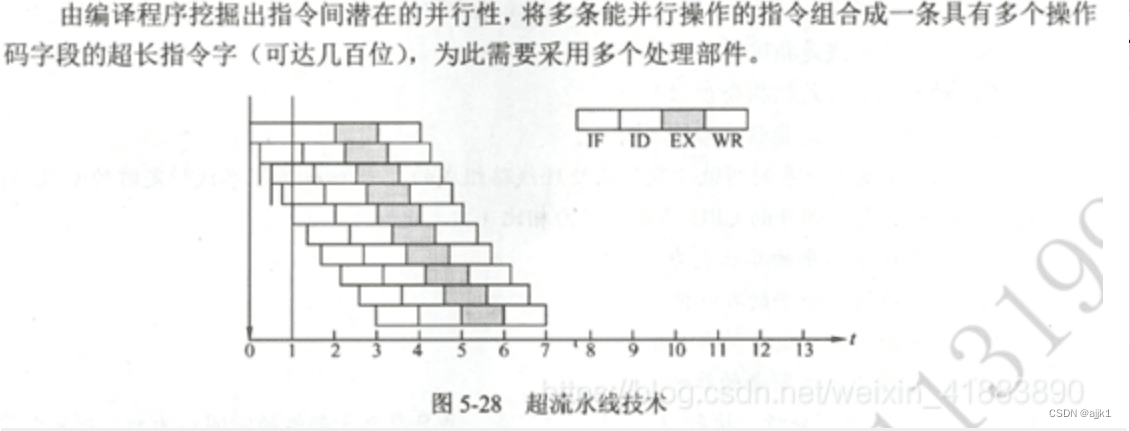 由编译程序挖掘出指令间潜在的并行性，将多条能并行操作的指令组合成一条具有多个操作
码字段的超长指令字（可达几百位），为此需要采用多个处理部件。
IF ID EX WR
0 1 2 3 4 5 6 7 8 9 10 11 12 13 t
图 5-28 超流水线技术
https://blog.csdn.net/weixin_41883890
CSDN @ajjk1